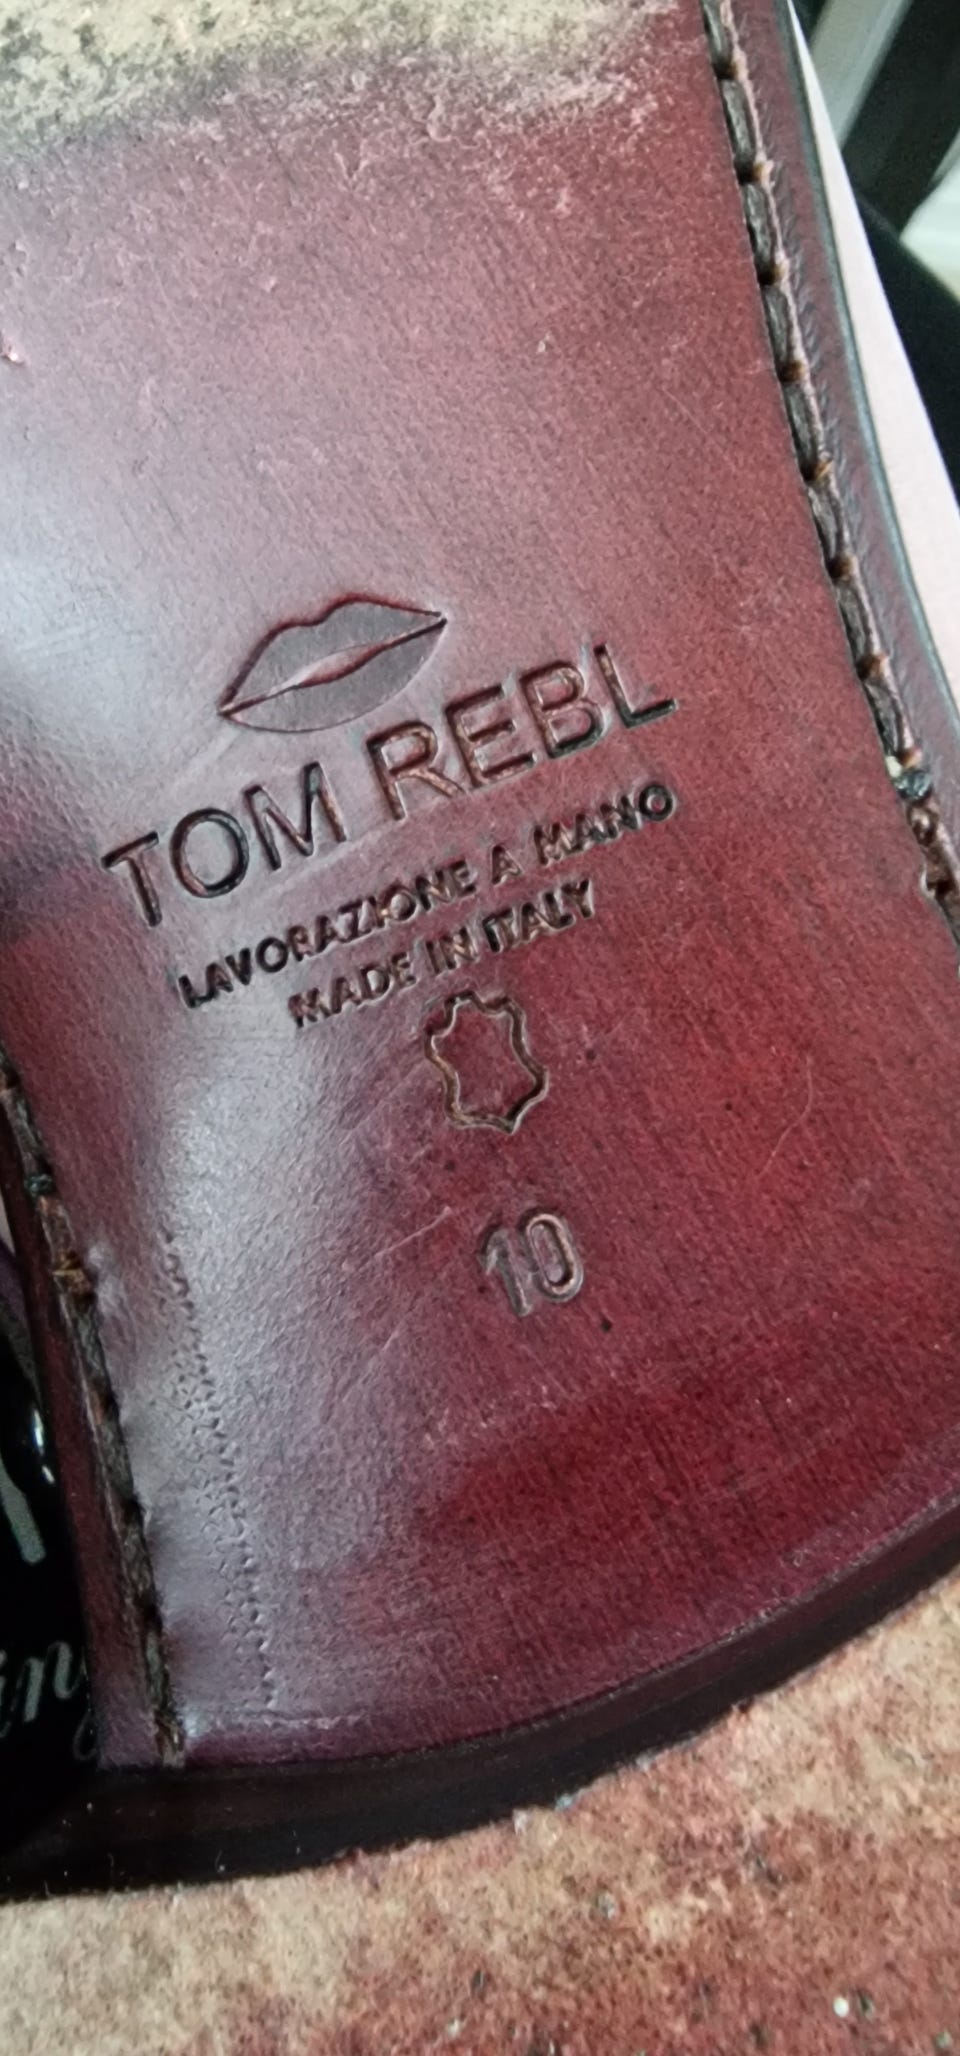 TOM REBL
LAVORAZIONE A MANO
MADE IN ITALY
10